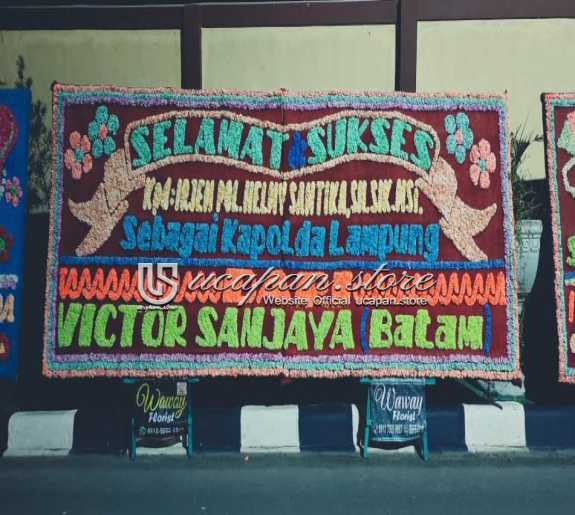 SELAMAT & SUKSES
KPD. IRJEN POL. HELMY SANTIKA, SH. SIK. MSi
Sebagai Kapolda Lampung
US ucapan.store
Website Official ucapan.store
VICTOR SANJAYA (Batam)
Waway Waway
Florist Florist